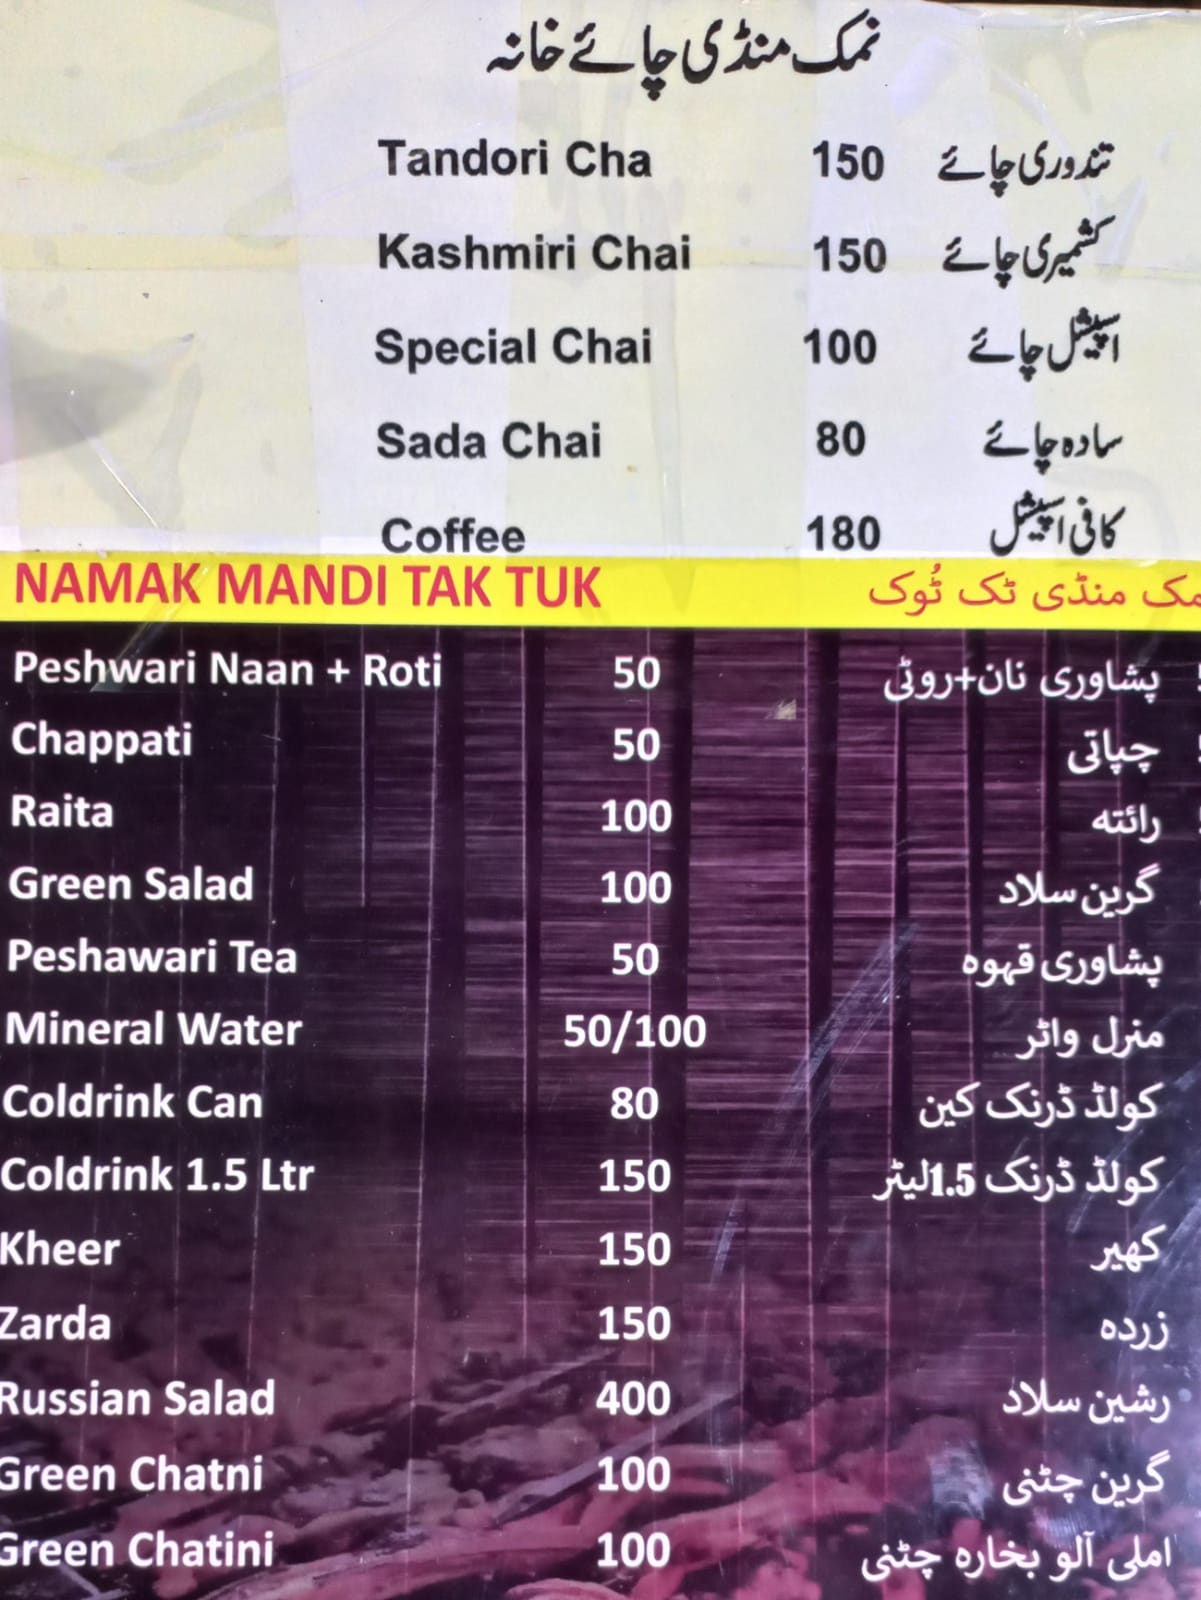 نمک منڈی چائے خانہ
Tandori Cha 150 تندوری چائے
Kashmiri Chai 150 کشمیری چائے
Special Chai 100 اسپیشل چائے
Sada Chai 80 سادہ چائے
Coffee 180 کافی اسپیشل
NAMAK MANDI TAK TUK مک منڈی ٹک ٹُوک
Peshwari Naan + Roti 50 پشاوری نان+روٹی
Chappati 50 چپاتی
Raita 100 رائتہ
Green Salad 100 گرین سلاد
Peshawari Tea 50 پشاوری قہوہ
Mineral Water 50/100 منرل واٹر
Coldrink Can 80 کولڈ ڈرنک کین
Coldrink 1.5 Ltr 150 کولڈ ڈرنک 1.5لیٹر
Kheer 150 کھیر
Zarda 150 زردہ
Russian Salad 400 رشین سلاد
Green Chatni 100 گرین چٹنی
Green Chatini 100 املی آلو بخارہ چٹنی